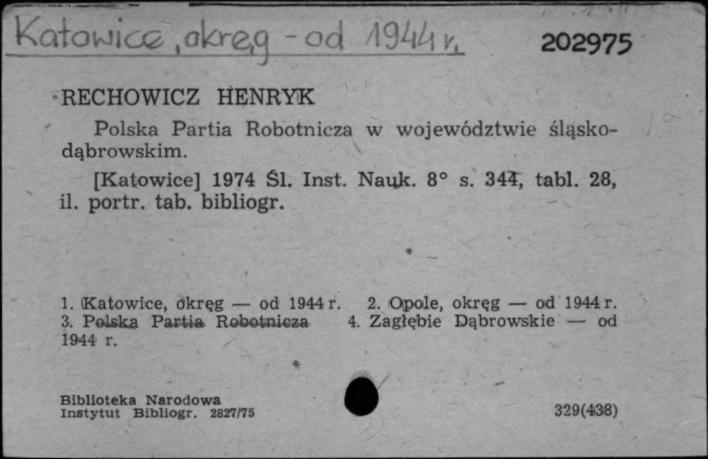 Katowice, okręg - od 1944 r.
202975
RECHOWICZ HENRYK
Polska Partia Robotnicza w województwie śląsko-
dąbrowskim.
[Katowice] 1974 Śl. Inst. Nauk. 8° s. 344, tabl. 28,
il. portr. tab. bibliogr.
1. Katowice, okręg — od 1944 r. 2. Opole, okręg — od 1944 r.
3. Polska Partia Robotnicza 4. Zagłębie Dąbrowskie — od
1944 r.
Biblioteka Narodowa
Instytut Bibliogr. 2827/75
329(438)